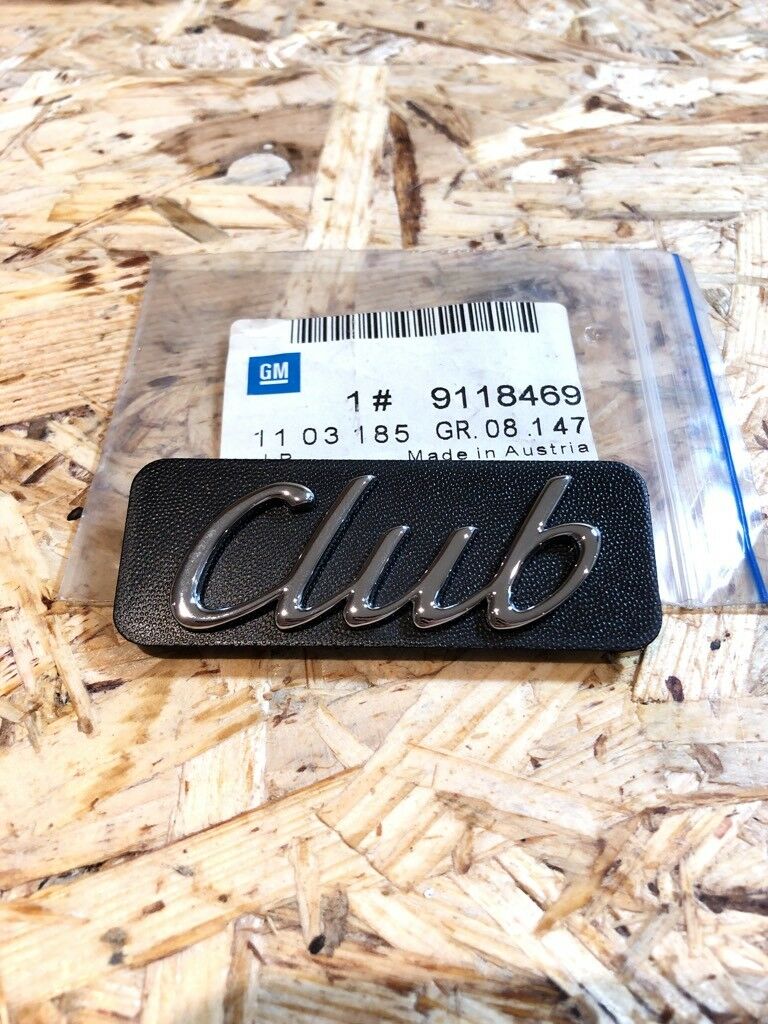 GM
1# 9118469
11 03 185 GR. 08.147
Made in Austria
Club